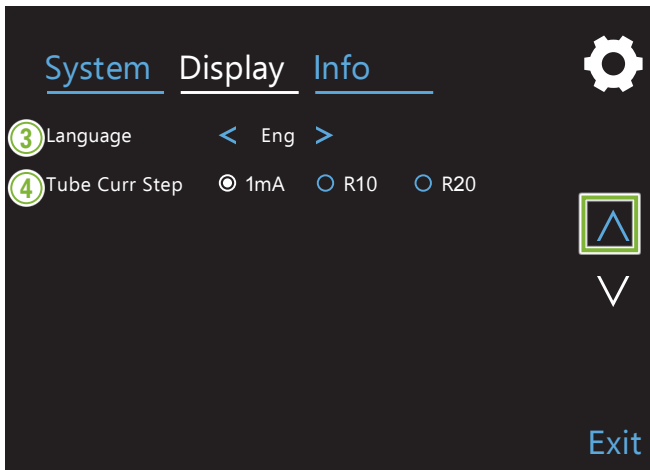 System Display Info
3 Language < Eng >
4 Tube Curr Step 1mA R10 R20
Exit